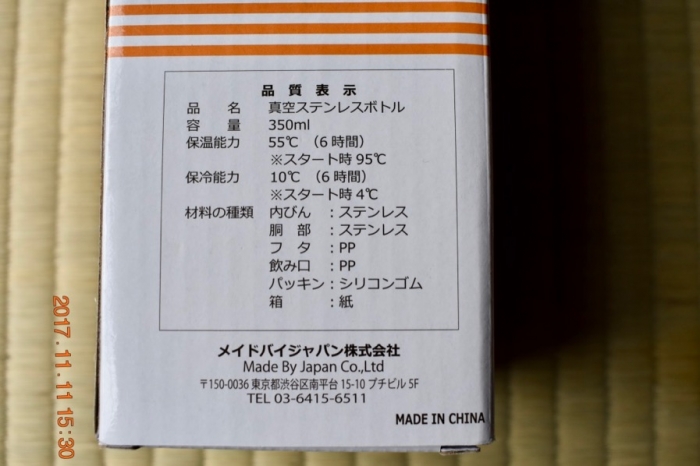 品質表示
品名 真空ステンレスボトル
容量 350ml
保温能力 55℃ （6時間）
※スタート時95℃
保冷能力 10℃ （6時間）
※スタート時4℃
材料の種類 内びん ：ステンレス
胴部 ：ステンレス
フタ ：PP
飲み口 ：PP
パッキン：シリコンゴム
箱 ：紙
メイドバイジャパン株式会社
Made By Japan Co.,Ltd
〒150-0036 東京都渋谷区南平台 15-10 プチビル 5F
TEL 03-6415-6511
MADE IN CHINA
2017.11.11 15:30